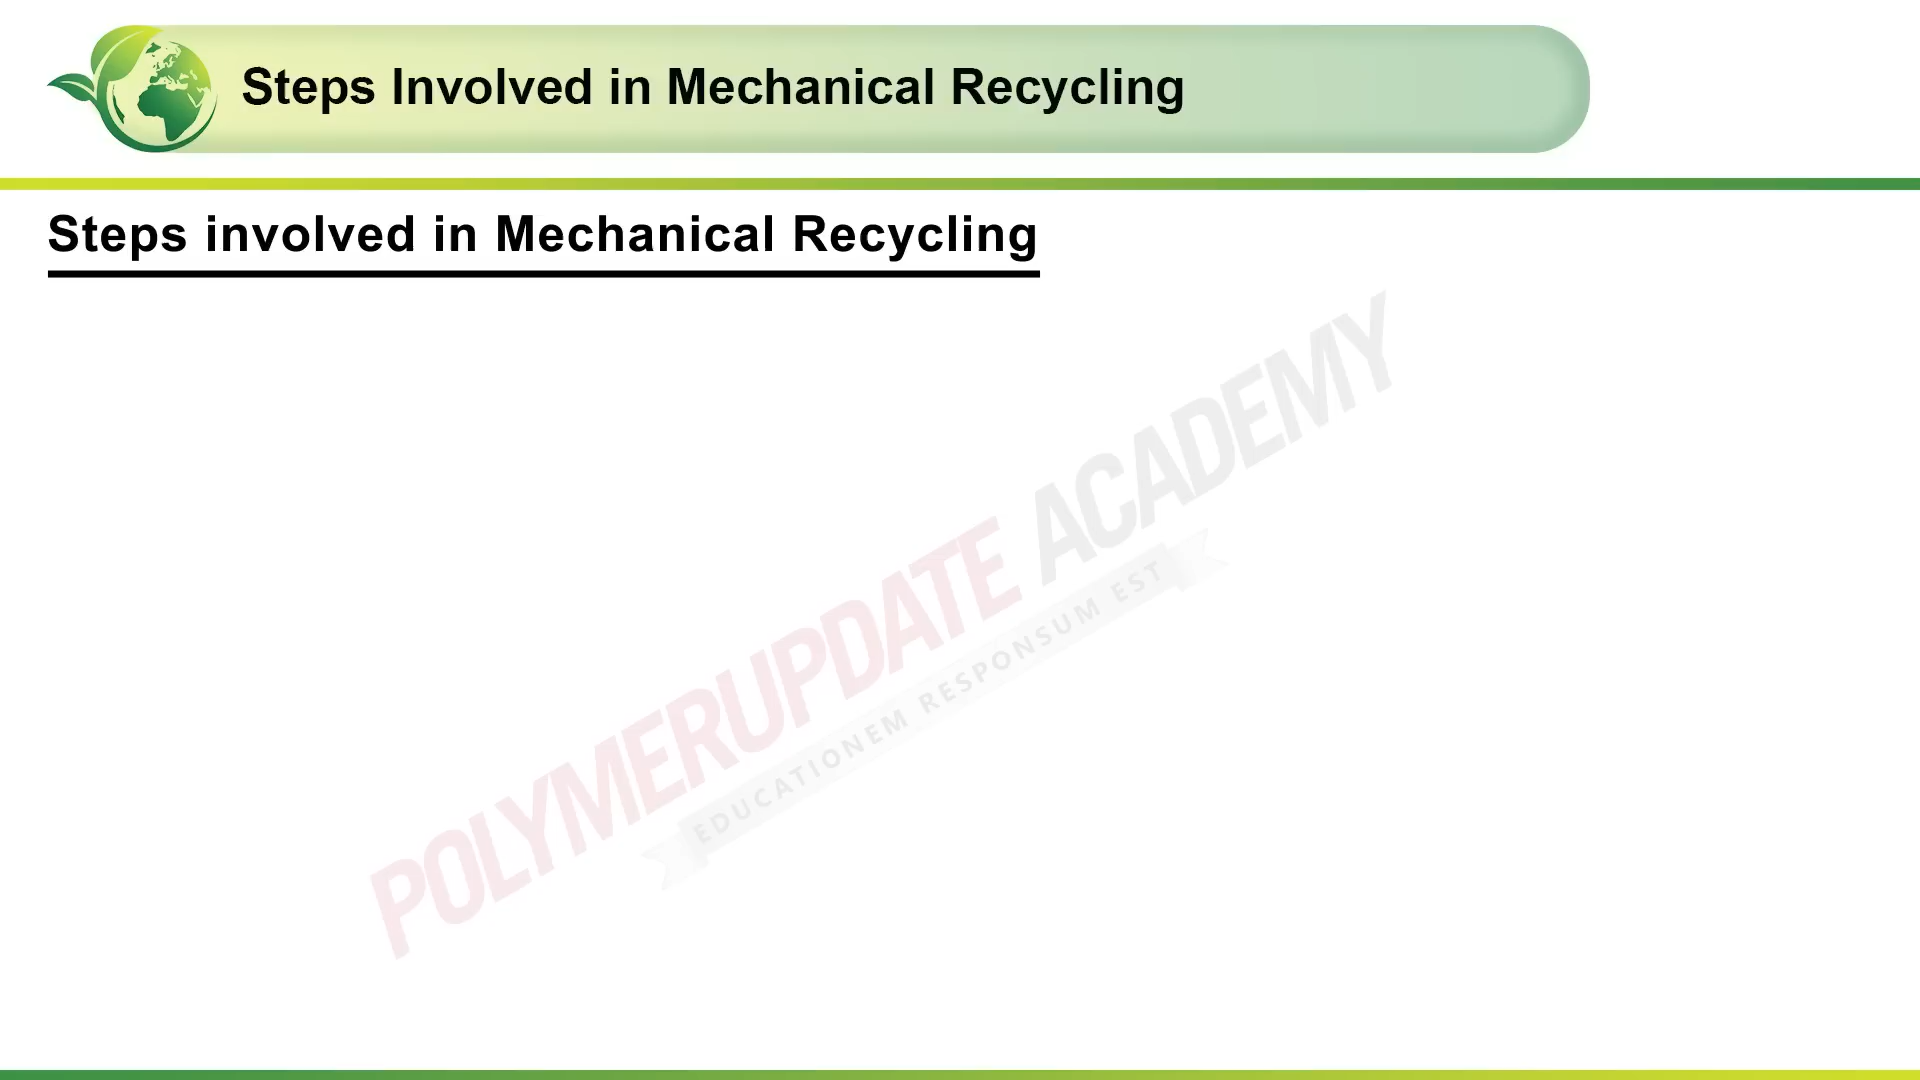 Steps Involved in Mechanical Recycling
Steps involved in Mechanical Recycling
POLYMERUPDATE ACADEMY
EDUCATIONEM RESPONSUM EST